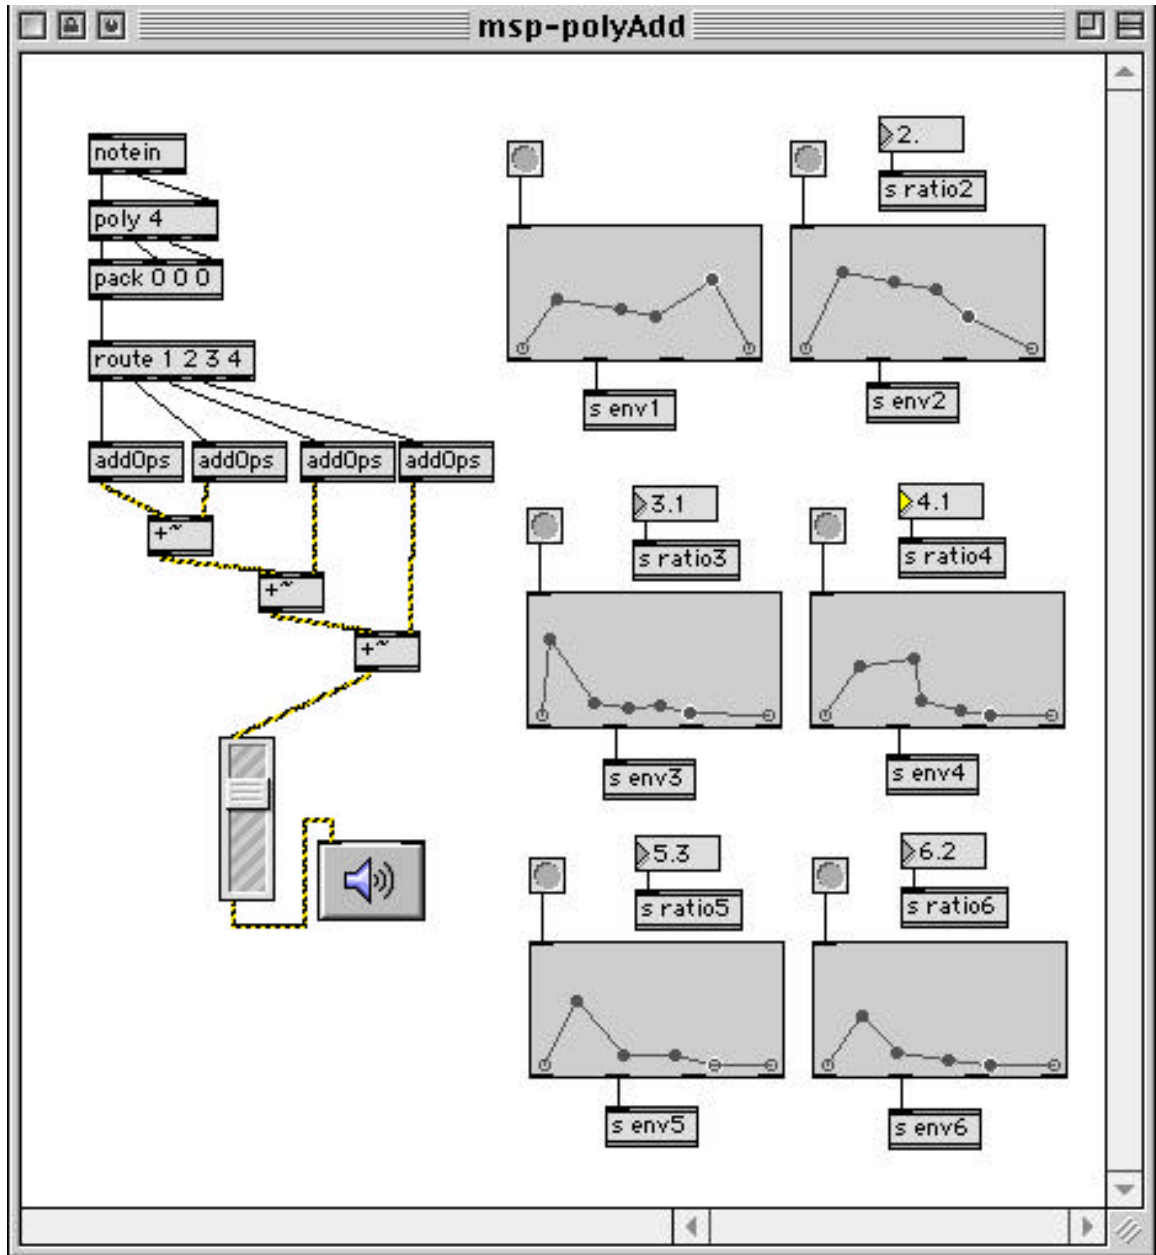 msp-polyAdd
notein
poly 4
pack 0 0 0
route 1 2 3 4
addOps addOps addOps addOps
+~
+~
+~
2.
s ratio2
s env1
s env2
3.1
s ratio3
4.1
s ratio4
s env3
s env4
5.3
s ratio5
6.2
s ratio6
s env5
s env6